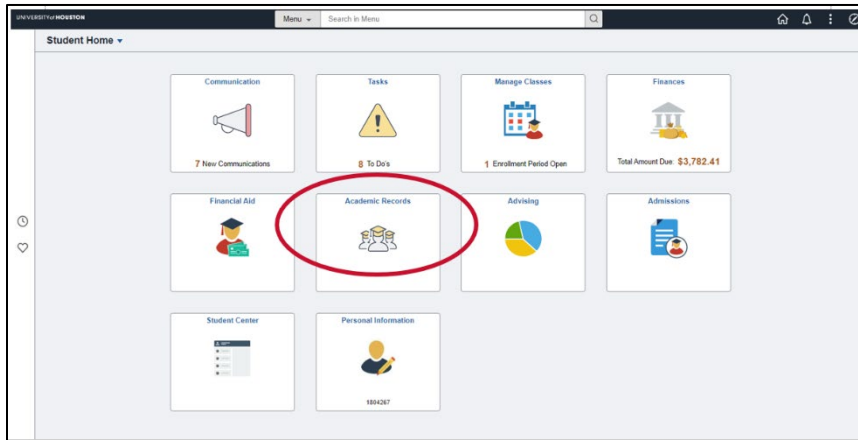 UNIVERSITY of HOUSTON
Menu
Search in Menu
Student Home
Communication
7 New Communications
Tasks
8 To Do's
Manage Classes
1 Enrollment Period Open
Finances
Total Amount Due: $3,782.41
Financial Aid
Academic Records
Advising
Admissions
Student Center
Personal Information
1804267